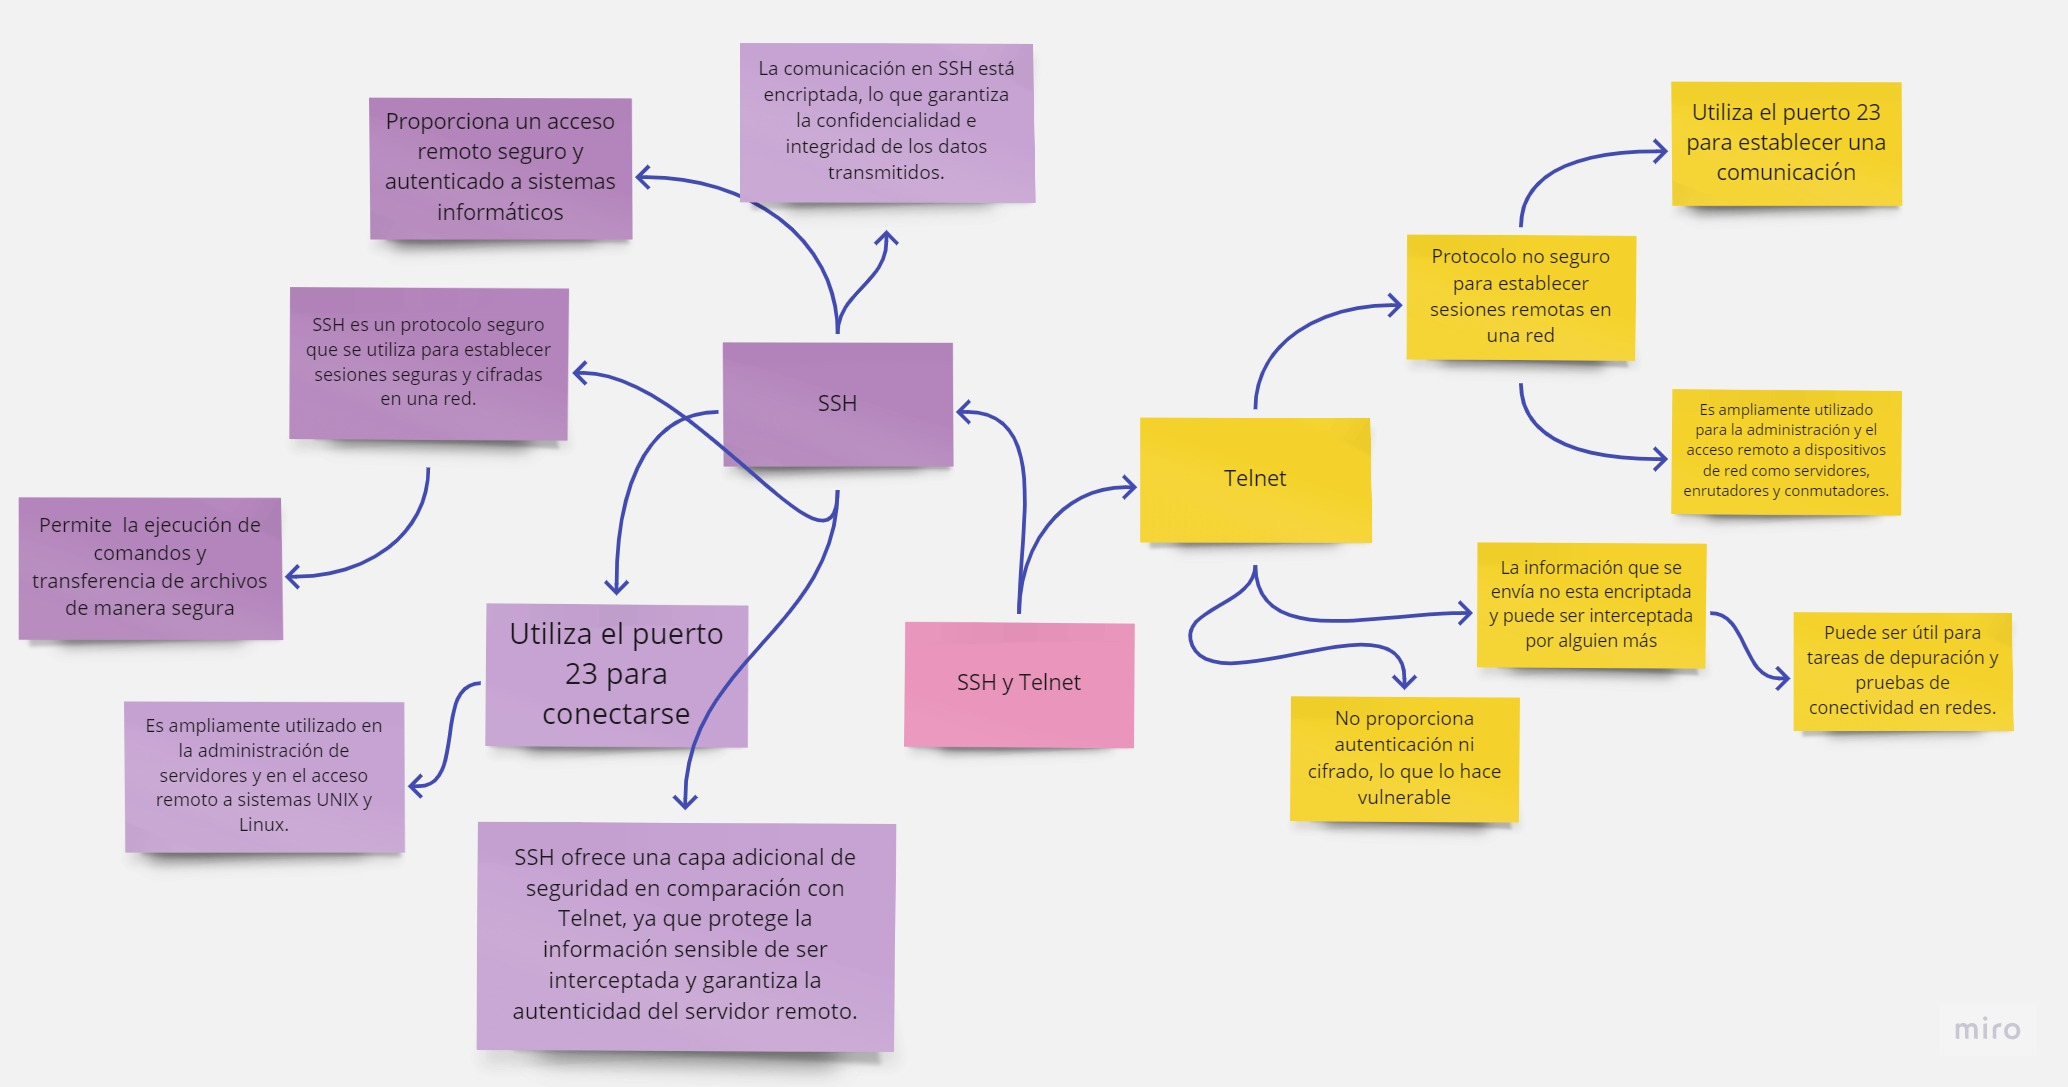 La comunicación en SSH está
encriptada, lo que garantiza
la confidencialidad e
integridad de los datos
transmitidos.
Proporciona un acceso
remoto seguro y
autenticado a sistemas
informáticos
SSH es un protocolo seguro
que se utiliza para establecer
sesiones seguras y cifradas
en una red.
SSH
Permite  la ejecución de
comandos y
transferencia de archivos
de manera segura
Utiliza el puerto
23 para
conectarse
Es ampliamente utilizado en
la administración de
servidores y en el acceso
remoto a sistemas UNIX y
Linux.
SSH ofrece una capa adicional de
seguridad en comparación con
Telnet, ya que protege la
información sensible de ser
interceptada y garantiza la
autenticidad del servidor remoto.
SSH y Telnet
Telnet
Utiliza el puerto 23
para establecer una
comunicación
Protocolo no seguro
para establecer
sesiones remotas en
una red
Es ampliamente utilizado
para la administración y el
acceso remoto a dispositivos
de red como servidores,
enrutadores y conmutadores.
La información que se
envía no esta encriptada
y puede ser interceptada
por alguien más
Puede ser útil para
tareas de depuración y
pruebas de
conectividad en redes.
No proporciona
autenticación ni
cifrado, lo que lo hace
vulnerable
miro